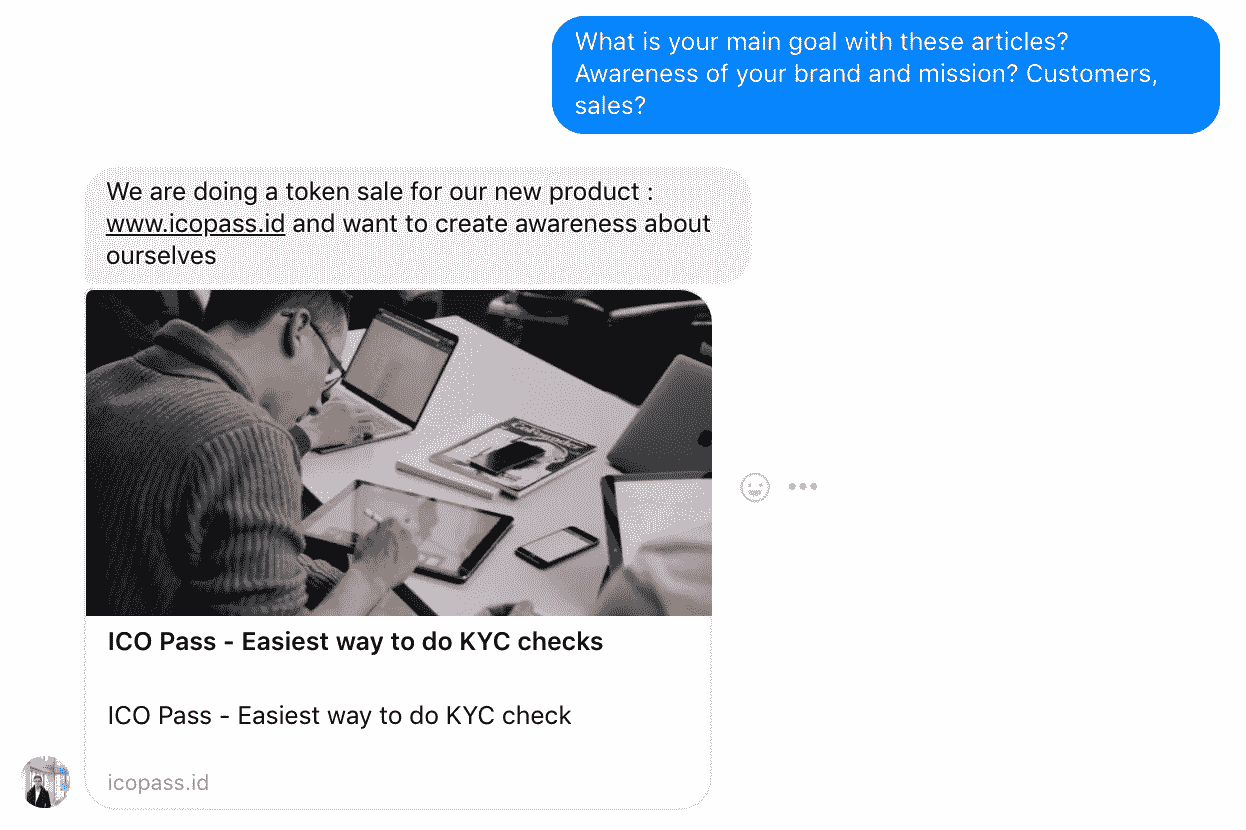 What is your main goal with these articles?
Awareness of your brand and mission? Customers,
sales?
We are doing a token sale for our new product :
www.icopass.id and want to create awareness about
ourselves
ICO Pass - Easiest way to do KYC checks
ICO Pass - Easiest way to do KYC check
icopass.id